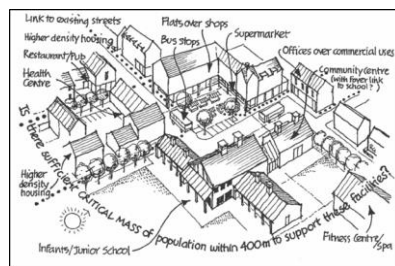 Link to existing streets
Higher density housing
Restaurant/Pub
Health
Centre
Flats over shops
Bus stops
Supermarket
Offices over commercial uses
Community Centre
(with foyer link
to school?)
Higher
density
housing
Is there sufficient CRITICAL MASS of population within 400m to support these facilities?
Infants/Junior School
Fitness Centre
/Spa